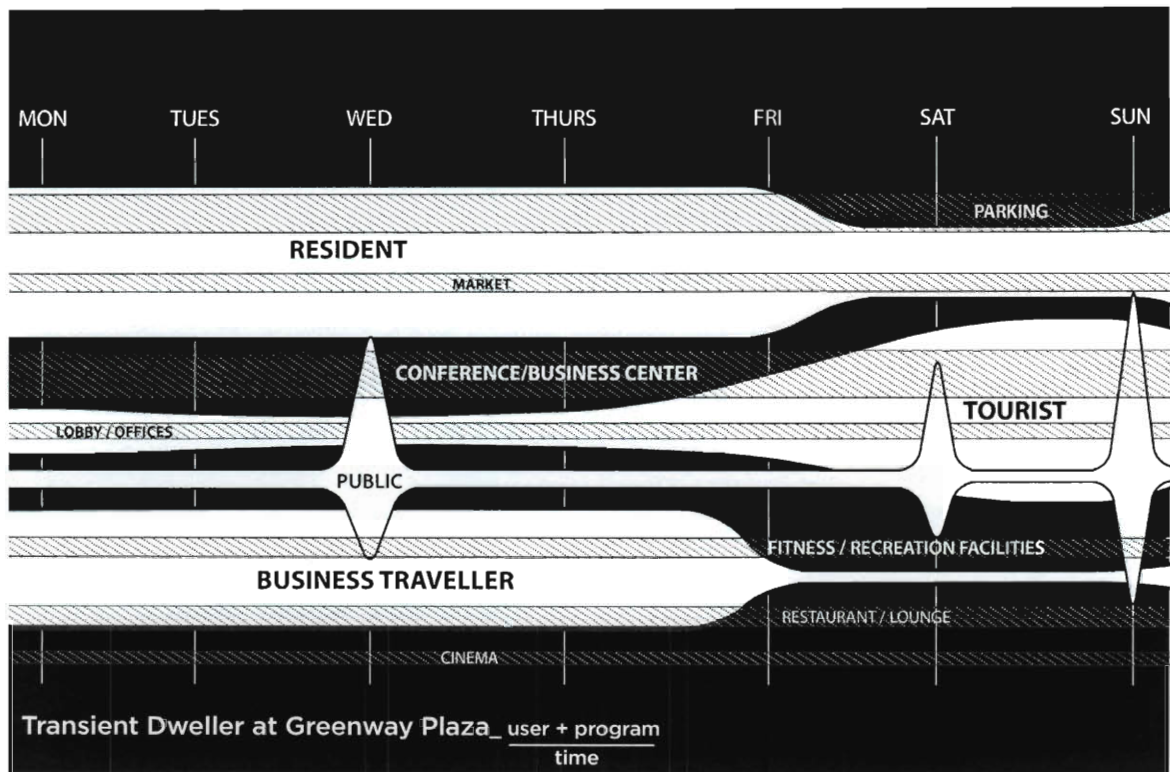 MON TUES WED THURS FRI SAT SUN
PARKING
RESIDENT
MARKET
CONFERENCE/BUSINESS CENTER
TOURIST
LOBBY / OFFICES
PUBLIC
FITNESS / RECREATION FACILITIES
BUSINESS TRAVELLER
RESTAURANT / LOUNGE
CINEMA
Transient Dweller at Greenway Plaza_ user + program
time